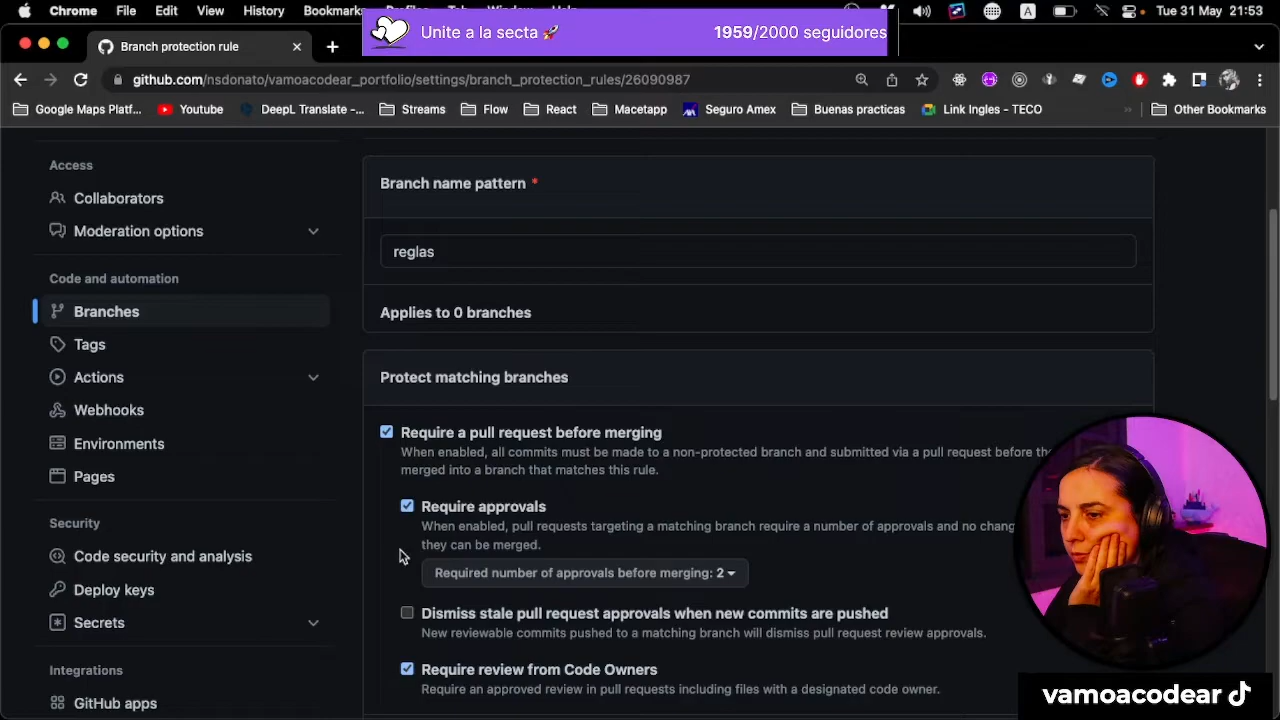 Chrome File Edit View History Bookmarks Tue 31 May 21:53
Unite a la secta 🚀 1959/2000 seguidores
Branch protection rule
github.com/nsdonato/vamoacodear_portfolio/settings/branch_protection_rules/26090987
Google Maps Platf... Youtube DeepL Translate -... Streams Flow React Macetapp Seguro Amex Buenas practicas Link Ingles - TECO » Other Bookmarks
Access
Collaborators
Moderation options
Code and automation
Branches
Tags
Actions
Webhooks
Environments
Pages
Security
Code security and analysis
Deploy keys
Secrets
Integrations
GitHub apps
Branch name pattern *
reglas
Applies to 0 branches
Protect matching branches
Require a pull request before merging
When enabled, all commits must be made to a non-protected branch and submitted via a pull request before
merged into a branch that matches this rule.
Require approvals
When enabled, pull requests targeting a matching branch require a number of approvals and no
they can be merged.
Required number of approvals before merging: 2
Dismiss stale pull request approvals when new commits are pushed
New reviewable commits pushed to a matching branch will dismiss pull request review approvals.
Require review from Code Owners
Require an approved review in pull requests including files with a designated code owner.
vamoacodear